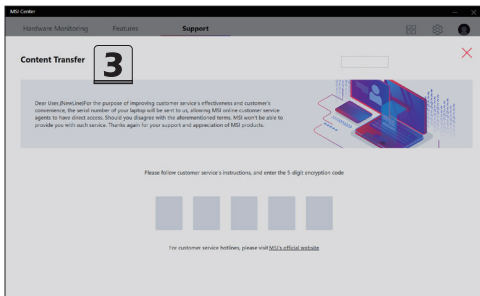 MSI Center
Hardware Monitoring Features Support
Content Transfer
3
Dear User,(NewLine)For the purpose of improving customer service's effectiveness and customer's
convenience, the serial number of your laptop will be sent to us, allowing MSI online customer service
agents to have direct access. Should you disagree with the aforementioned terms, MSI won't be able to
provide you with such service. Thanks again for your support and appreciation of MSI products.
Please follow customer service's instructions, and enter the 5-digit encryption code
For customer service hotlines, please visit MSI's official website